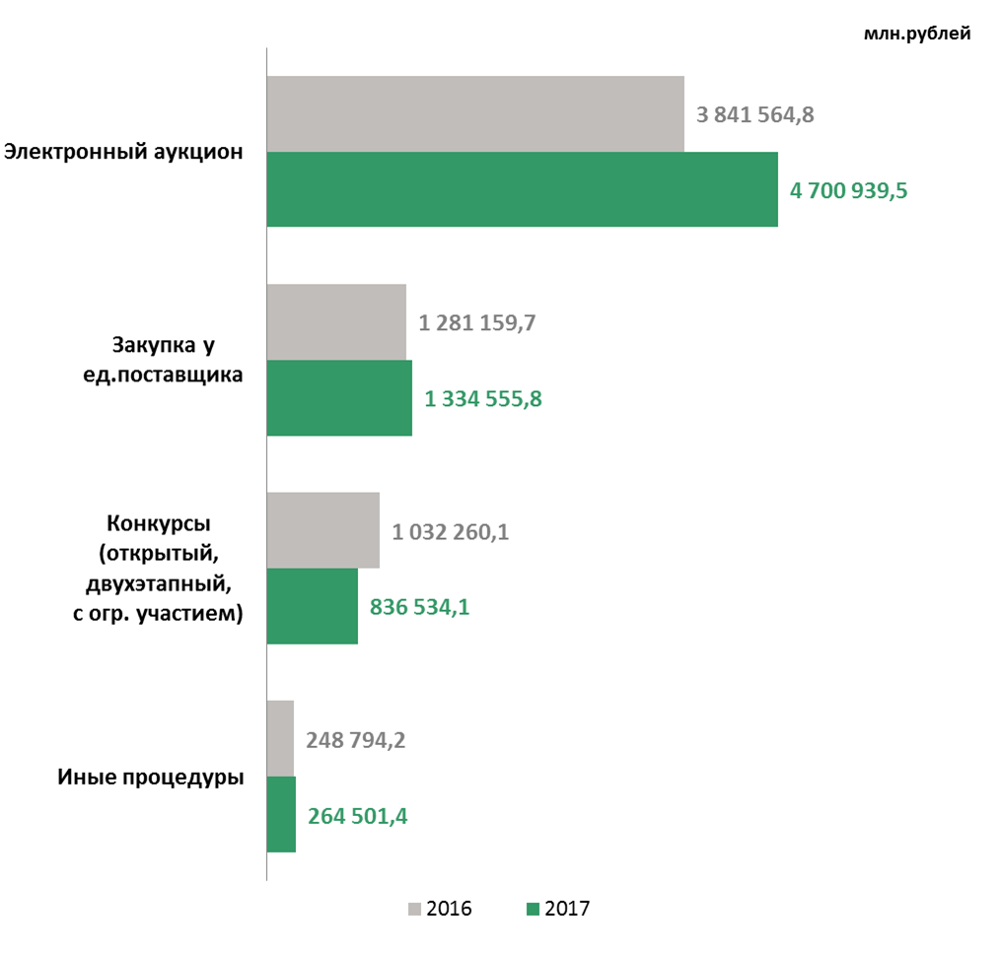 млн.рублей
Электронный аукцион
3 841 564,8
4 700 939,5
Закупка у
ед.поставщика
1 281 159,7
1 334 555,8
Конкурсы
(открытый,
двухэтапный,
с огр. участием)
1 032 260,1
836 534,1
Иные процедуры
248 794,2
264 501,4
2016 2017